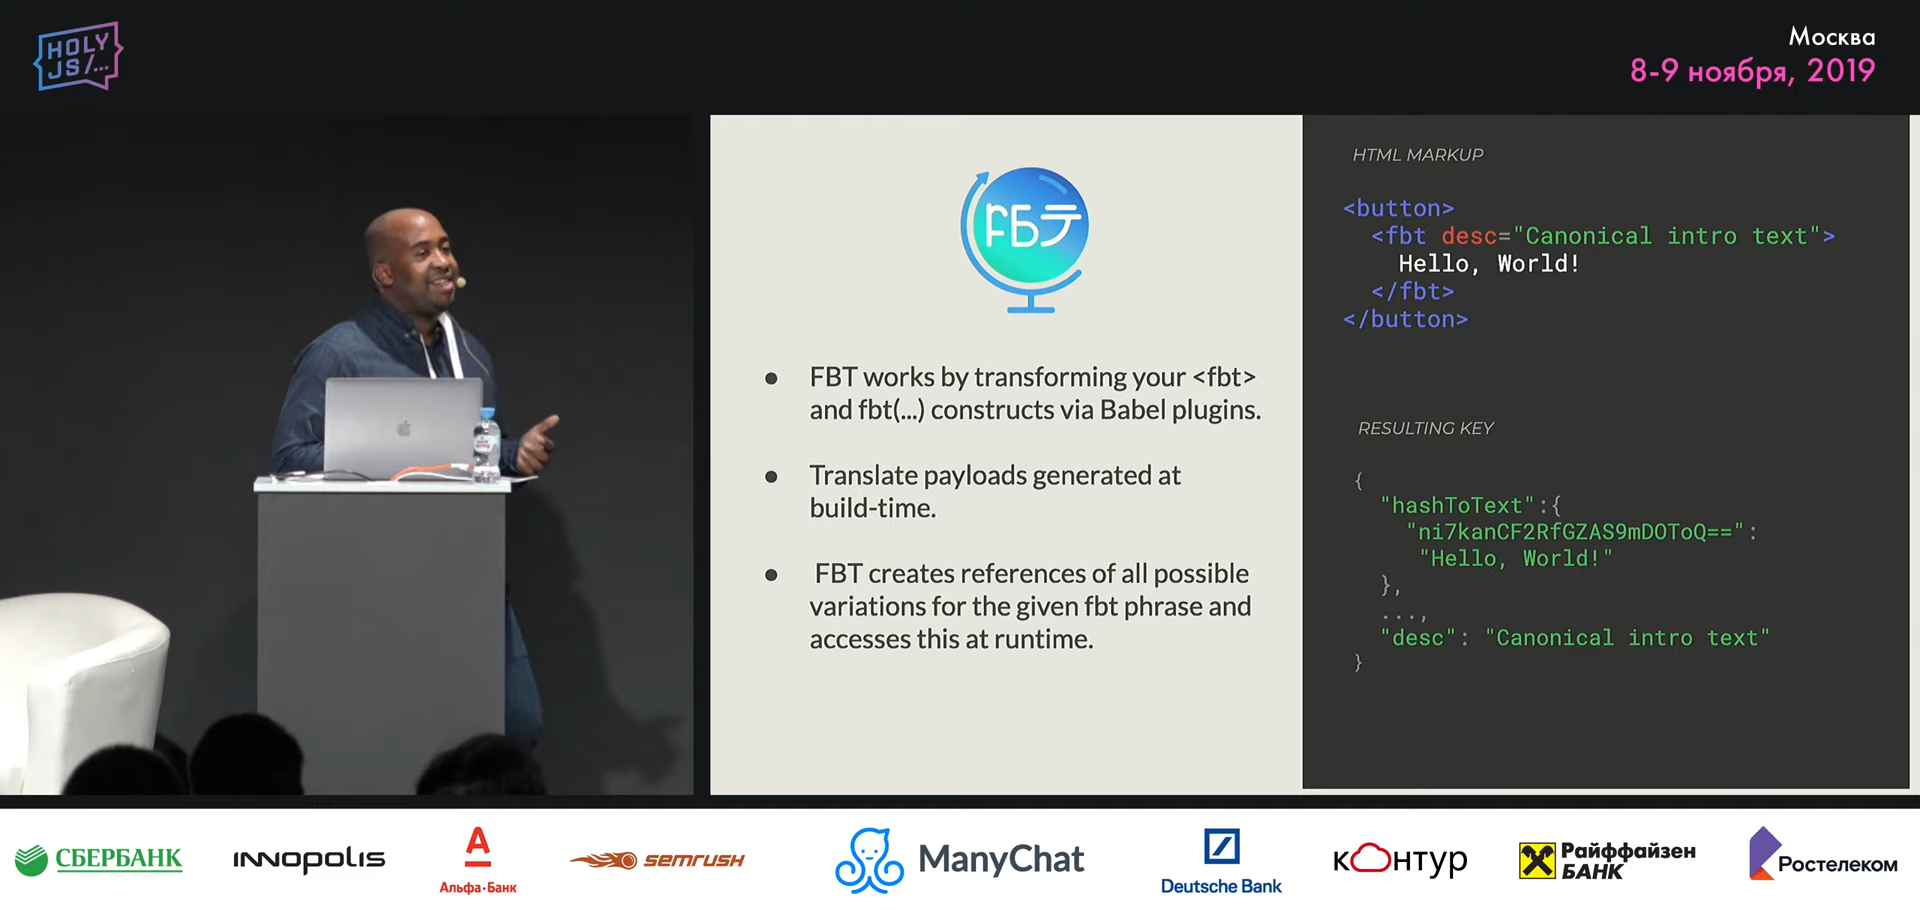 HOLY
JS/...
Москва
8-9 ноября, 2019
FБT
FBT works by transforming your <fbt>
and fbt(...) constructs via Babel plugins.
Translate payloads generated at
build-time.
FBT creates references of all possible
variations for the given fbt phrase and
accesses this at runtime.
HTML MARKUP
<button>
<fbt desc="Canonical intro text">
Hello, World!
</fbt>
</button>
RESULTING KEY
{
"hashToText":{
"ni7kanCF2RfGZAS9mDOToQ==":
"Hello, World!"
},
...,
"desc": "Canonical intro text"
}
СБЕРБАНК
INNOPOLIS
А
Альфа·Банк
SEMRUSH
ManyChat
Deutsche Bank
кОнтур
Райффайзен
БАНК
Ростелеком